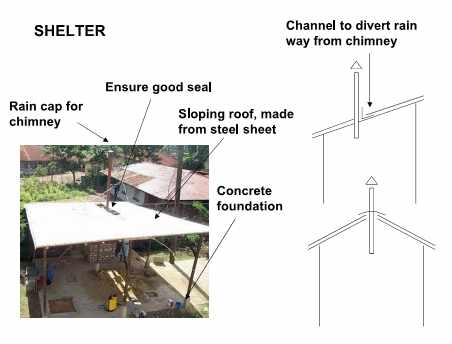 SHELTER
Channel to divert rain
way from chimney
Ensure good seal
Rain cap for
chimney
Sloping roof, made
from steel sheet
Concrete
foundation